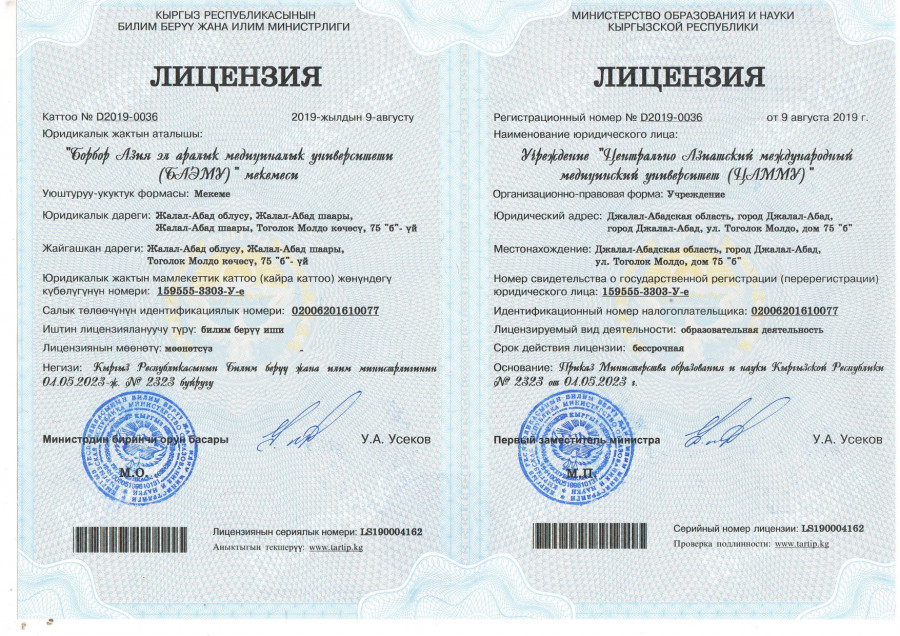 КЫРГЫЗ РЕСПУБЛИКАСЫНЫН
БИЛИМ БЕРҮҮ ЖАНА ИЛИМ МИНИСТРЛИГИ
ЛИЦЕНЗИЯ
Каттоо № D2019-0036 2019-жылдын 9-августу
Юридикалык жактын аталышы:
"Борбор Азия эл аралык медициналык университети
(БАЭМУ)" мекемеси
Уюштуруу-укуктук формасы: Мекеме
Юридикалык дареги: Жалал-Абад облусу, Жалал-Абад шаары,
Жалал-Абад шаары, Тоголок Молдо көчөсү, 75 "б"- үй
Жайгашкан дареги: Жалал-Абад облусу, Жалал-Абад шаары,
Тоголок Молдо көчөсү, 75 "б"- үй
Юридикалык жактын мамлекеттик каттоо (кайра каттоо) жөнүндөгү
күбөлүгүнүн номери: 159555-3303-У-е
Салык төлөөчүнүн идентификациялык номери: 02006201610077
Иштин лицензиялануучу түрү: билим берүү иши
Лицензиянын мөөнөтү: мөөнөтсүз
Негизи: Кыргыз Республикасынын Билим берүү жана илим министрлигинин
04.05.2023-ж. № 2323 буйругу
Министрдин биринчи орун басары У.А. Усеков
М.О.
Лицензиянын сериялык номери: LS190004162
Аныктыгын текшерүү: www.tartip.kg
МИНИСТЕРСТВО ОБРАЗОВАНИЯ И НАУКИ
КЫРГЫЗСКОЙ РЕСПУБЛИКИ
ЛИЦЕНЗИЯ
Регистрационный номер № D2019-0036 от 9 августа 2019 г.
Наименование юридического лица:
Учреждение "Центрально Азиатский международный
медицинский университет (ЦАММУ)"
Организационно-правовая форма: Учреждение
Юридический адрес: Джалал-Абадская область, город Джалал-Абад,
город Джалал-Абад, ул. Тоголок Молдо, дом 75 "б"
Местонахождение: Джалал-Абадская область, город Джалал-Абад,
ул. Тоголок Молдо, дом 75 "б"
Номер свидетельства о государственной регистрации (перерегистрации)
юридического лица: 159555-3303-У-е
Идентификационный номер налогоплательщика: 02006201610077
Лицензируемый вид деятельности: образовательная деятельность
Срок действия лицензии: бессрочная
Основание: Приказ Министерства образования и науки Кыргызской Республики
№ 2323 от 04.05.2023 г.
Первый заместитель министра У.А. Усеков
М.П.
Серийный номер лицензии: LS190004162
Проверка подлинности: www.tartip.kg